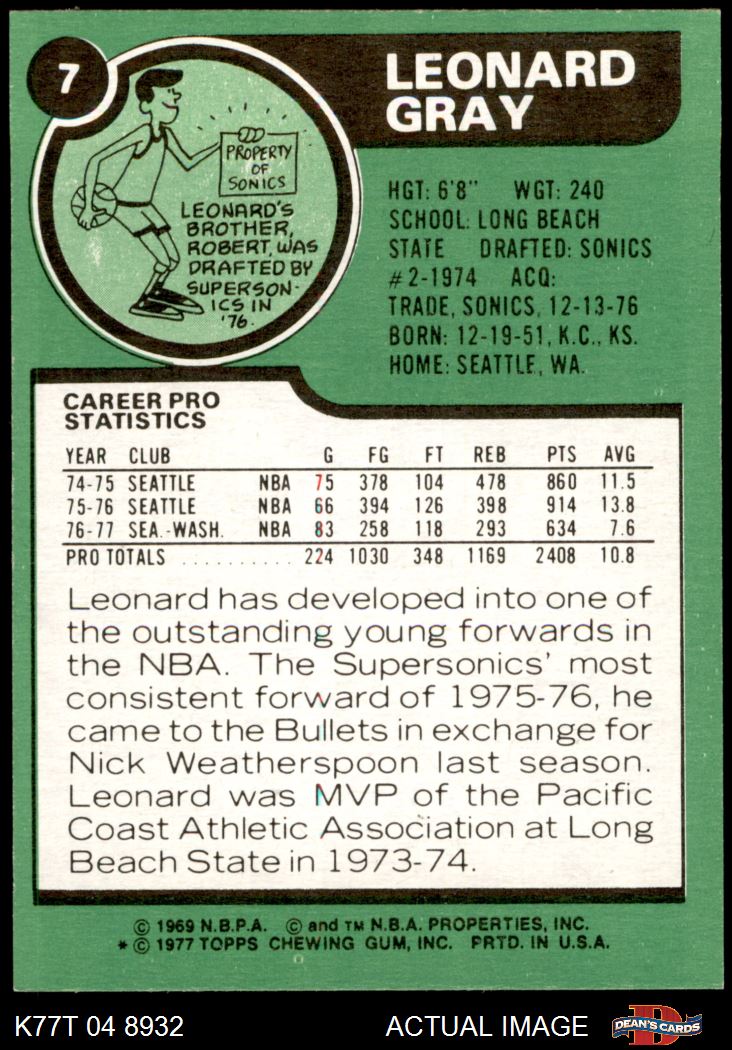 7
LEONARD
GRAY
PROPERTY
OF
SONICS
LEONARD'S
BROTHER,
ROBERT, WAS
DRAFTED BY
SUPERSON-
ICS IN
'76.
HGT: 6'8" WGT: 240
SCHOOL: LONG BEACH
STATE DRAFTED: SONICS
#2-1974 ACQ:
TRADE, SONICS, 12-13-76
BORN: 12-19-51, K.C., KS.
HOME: SEATTLE, WA.
CAREER PRO
STATISTICS
YEAR CLUB G FG FT REB PTS AVG
74-75 SEATTLE NBA 75 378 104 478 860 11.5
75-76 SEATTLE NBA 66 394 126 398 914 13.8
76-77 SEA.-WASH. NBA 83 258 118 293 634 7.6
PRO TOTALS .......... 224 1030 348 1169 2408 10.8
Leonard has developed into one of
the outstanding young forwards in
the NBA. The Supersonics' most
consistent forward of 1975-76, he
came to the Bullets in exchange for
Nick Weatherspoon last season.
Leonard was MVP of the Pacific
Coast Athletic Association at Long
Beach State in 1973-74.
© 1969 N.B.P.A. © and TM N.B.A. PROPERTIES, INC.
* © 1977 TOPPS CHEWING GUM, INC. PRTD. IN U.S.A.
K77T 04 8932 ACTUAL IMAGE D DEAN'S CARDS